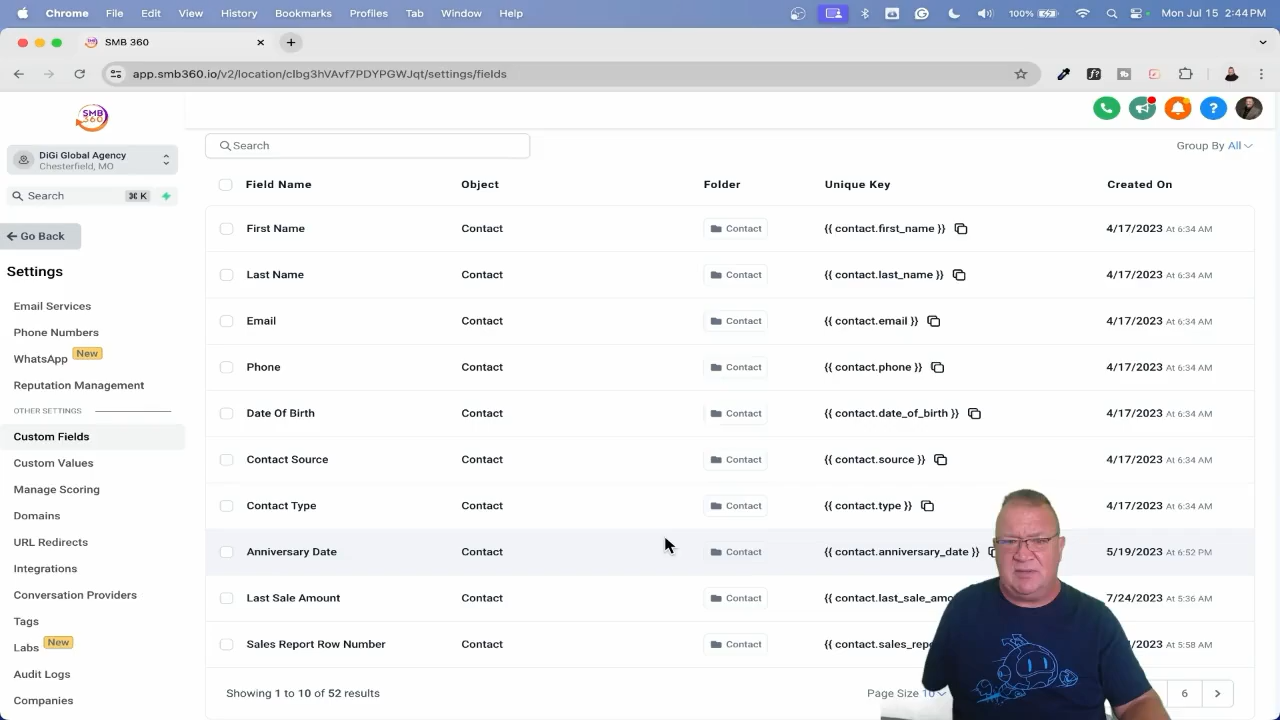 Chrome File Edit View History Bookmarks Profiles Tab Window Help 100% Mon Jul 15 2:44 PM
SMB 360
app.smb360.io/v2/location/clbg3hVAvf7PDYPGWJqt/settings/fields
SMB
360
DiGi Global Agency
Chesterfield, MO
Search ⌘ K
Go Back
Settings
Email Services
Phone Numbers
WhatsApp New
Reputation Management
OTHER SETTINGS
Custom Fields
Custom Values
Manage Scoring
Domains
URL Redirects
Integrations
Conversation Providers
Tags
Labs New
Audit Logs
Companies
Search Group By All
Field Name Object Folder Unique Key Created On
First Name Contact Contact {{ contact.first_name }} 4/17/2023 At 6:34 AM
Last Name Contact Contact {{ contact.last_name }} 4/17/2023 At 6:34 AM
Email Contact Contact {{ contact.email }} 4/17/2023 At 6:34 AM
Phone Contact Contact {{ contact.phone }} 4/17/2023 At 6:34 AM
Date Of Birth Contact Contact {{ contact.date_of_birth }} 4/17/2023 At 6:34 AM
Contact Source Contact Contact {{ contact.source }} 4/17/2023 At 6:34 AM
Contact Type Contact Contact {{ contact.type }} 4/17/2023 At 6:34 AM
Anniversary Date Contact Contact {{ contact.anniversary_date }} 5/19/2023 At 6:52 PM
Last Sale Amount Contact Contact {{ contact.last_sale_amo 7/24/2023 At 5:36 AM
Sales Report Row Number Contact Contact {{ contact.sales_repo /2023 At 5:58 AM
Showing 1 to 10 of 52 results Page Size 10 6